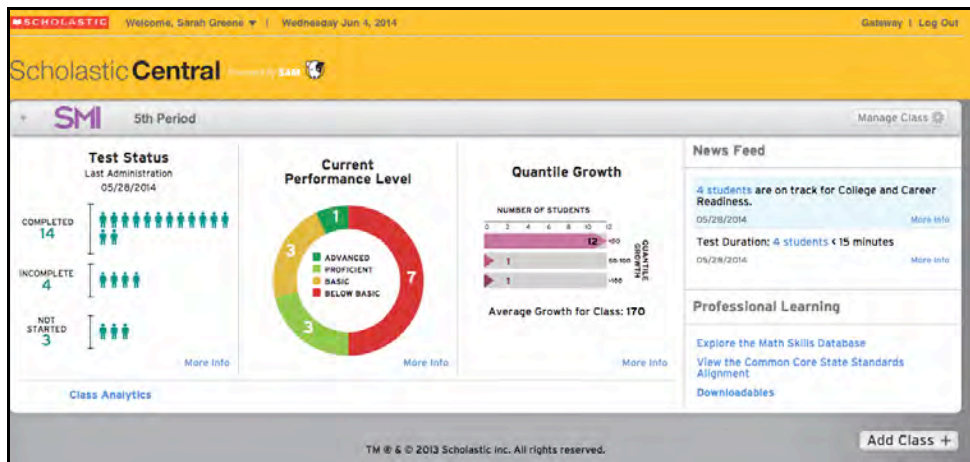 SCHOLASTIC Welcome, Sarah Greene Wednesday Jun 4, 2014 Gateway | Log Out
Scholastic Central SAM
SMI 5th Period Manage Class
Test Status
Last Administration
05/28/2014
COMPLETED
14
INCOMPLETE
4
NOT
STARTED
3
More Info
Class Analytics
Current
Performance Level
1
3
7
3
ADVANCED
PROFICIENT
BASIC
BELOW BASIC
More Info
Quantile Growth
NUMBER OF STUDENTS
0 2 4 6 8 10 12
12 <50
1 50-100
1 >100
QUANTILE
GROWTH
Average Growth for Class: 170
More Info
News Feed
4 students are on track for College and Career
Readiness.
05/28/2014 More Info
Test Duration: 4 students < 15 minutes
05/28/2014 More Info
Professional Learning
Explore the Math Skills Database
View the Common Core State Standards
Alignment
Downloadables
Add Class +
TM ® & © 2013 Scholastic Inc. All rights reserved.